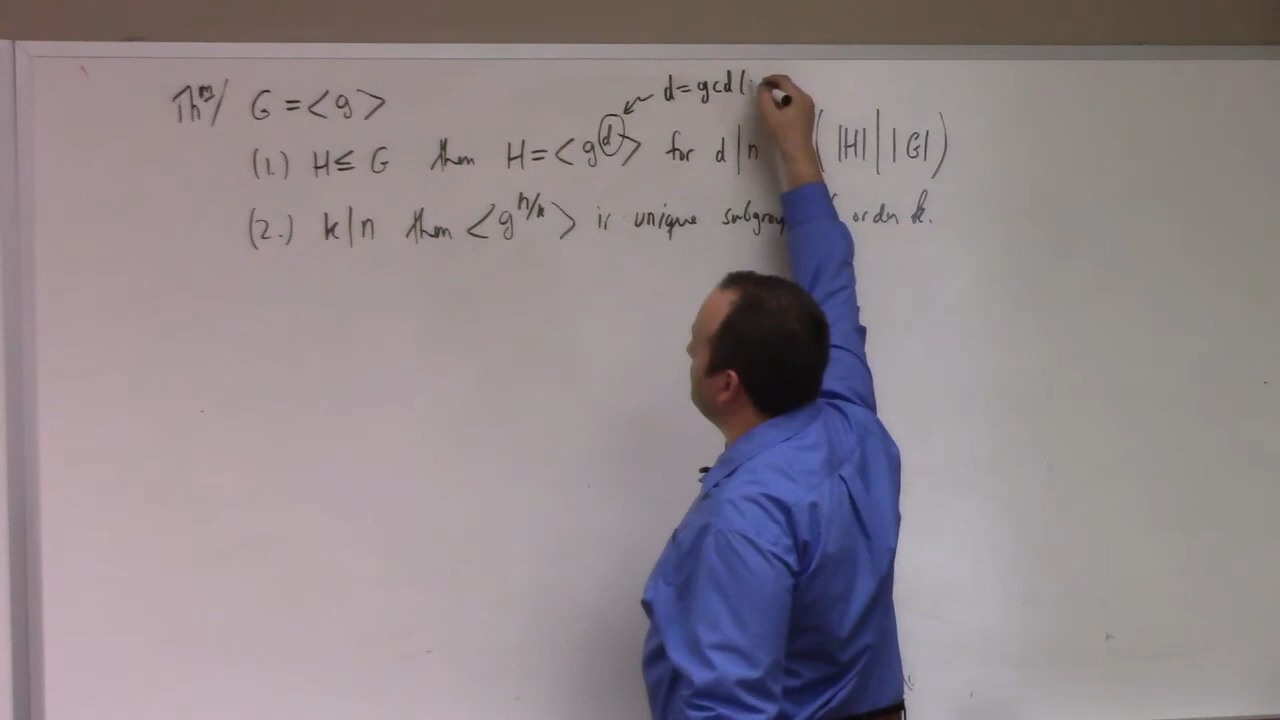 d=gcd(
Thm/ G=<g>
(1.) H≤G then H=<g^d> for d|n (|H| | |G|)
(2.) k|n then <g^{n/k}> is unique subgroup order k.